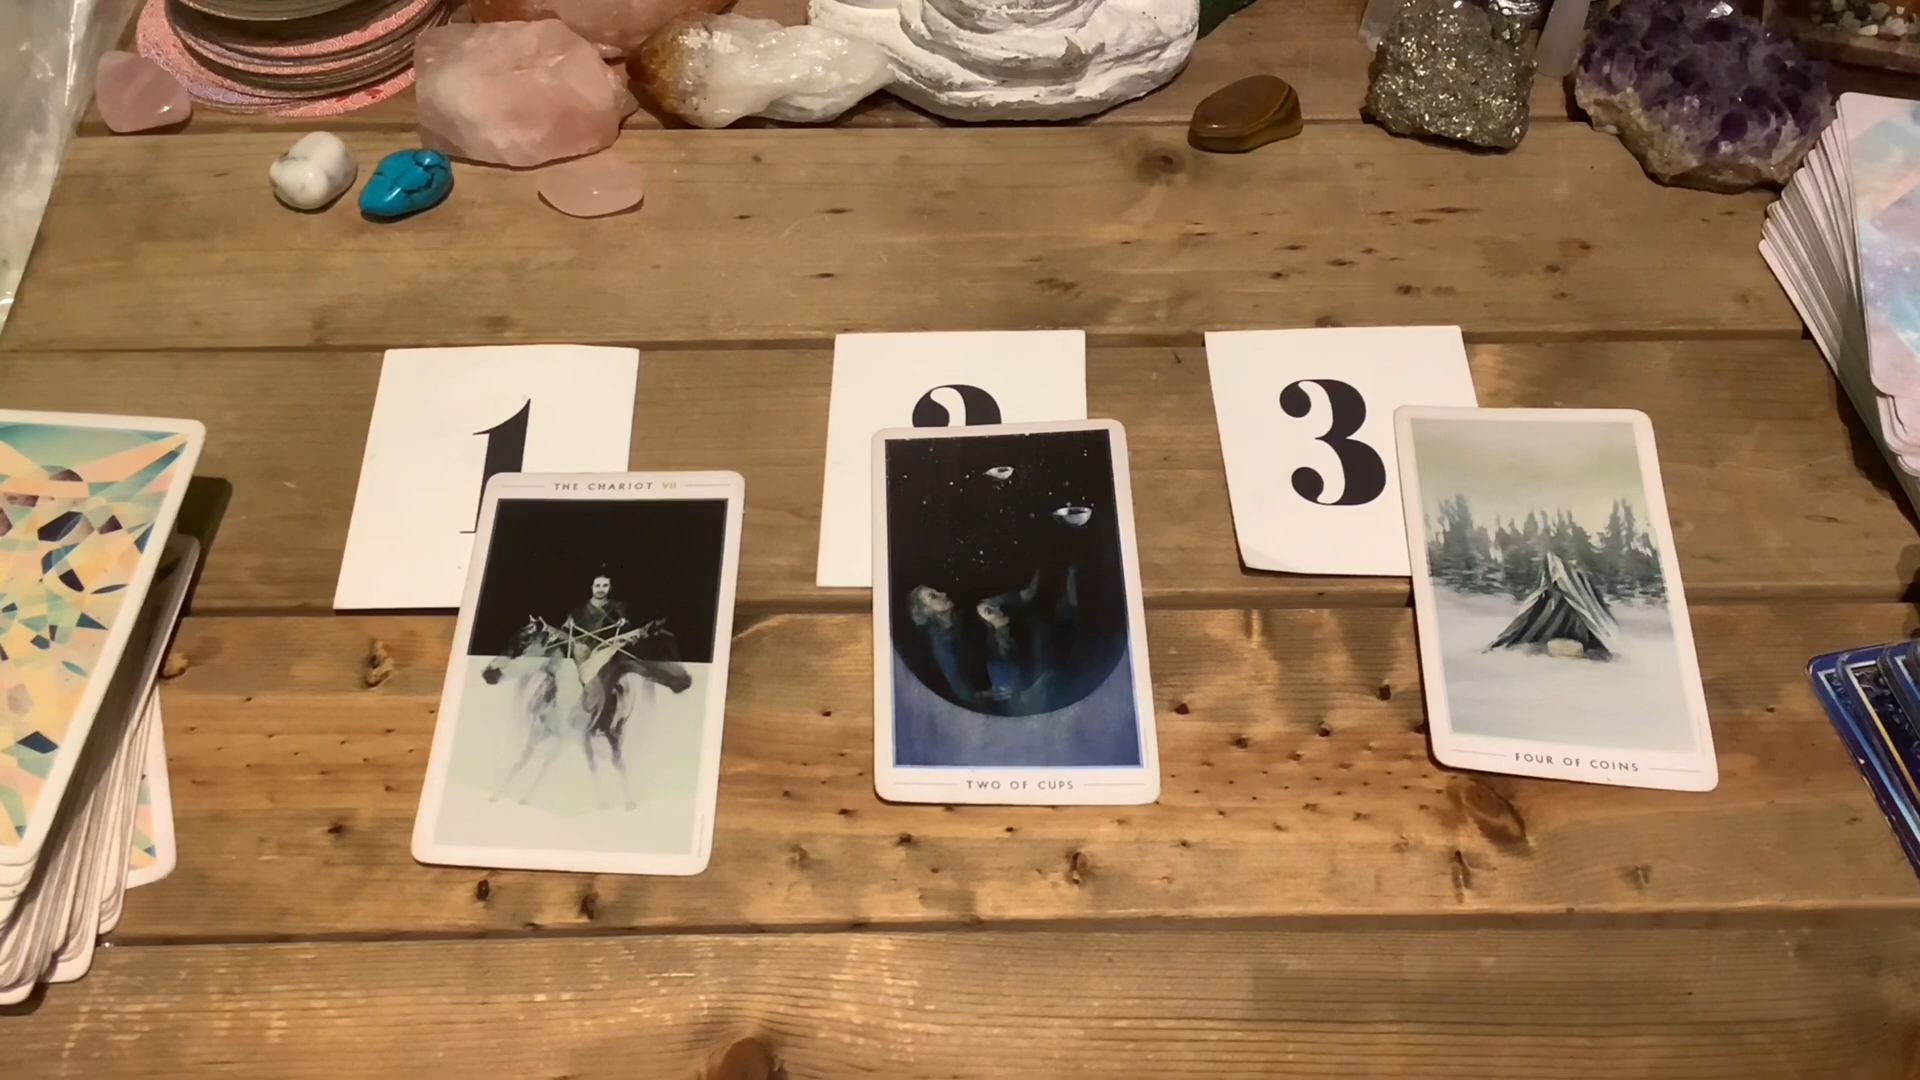 1
2
3
THE CHARIOT VII
TWO OF CUPS
FOUR OF COINS